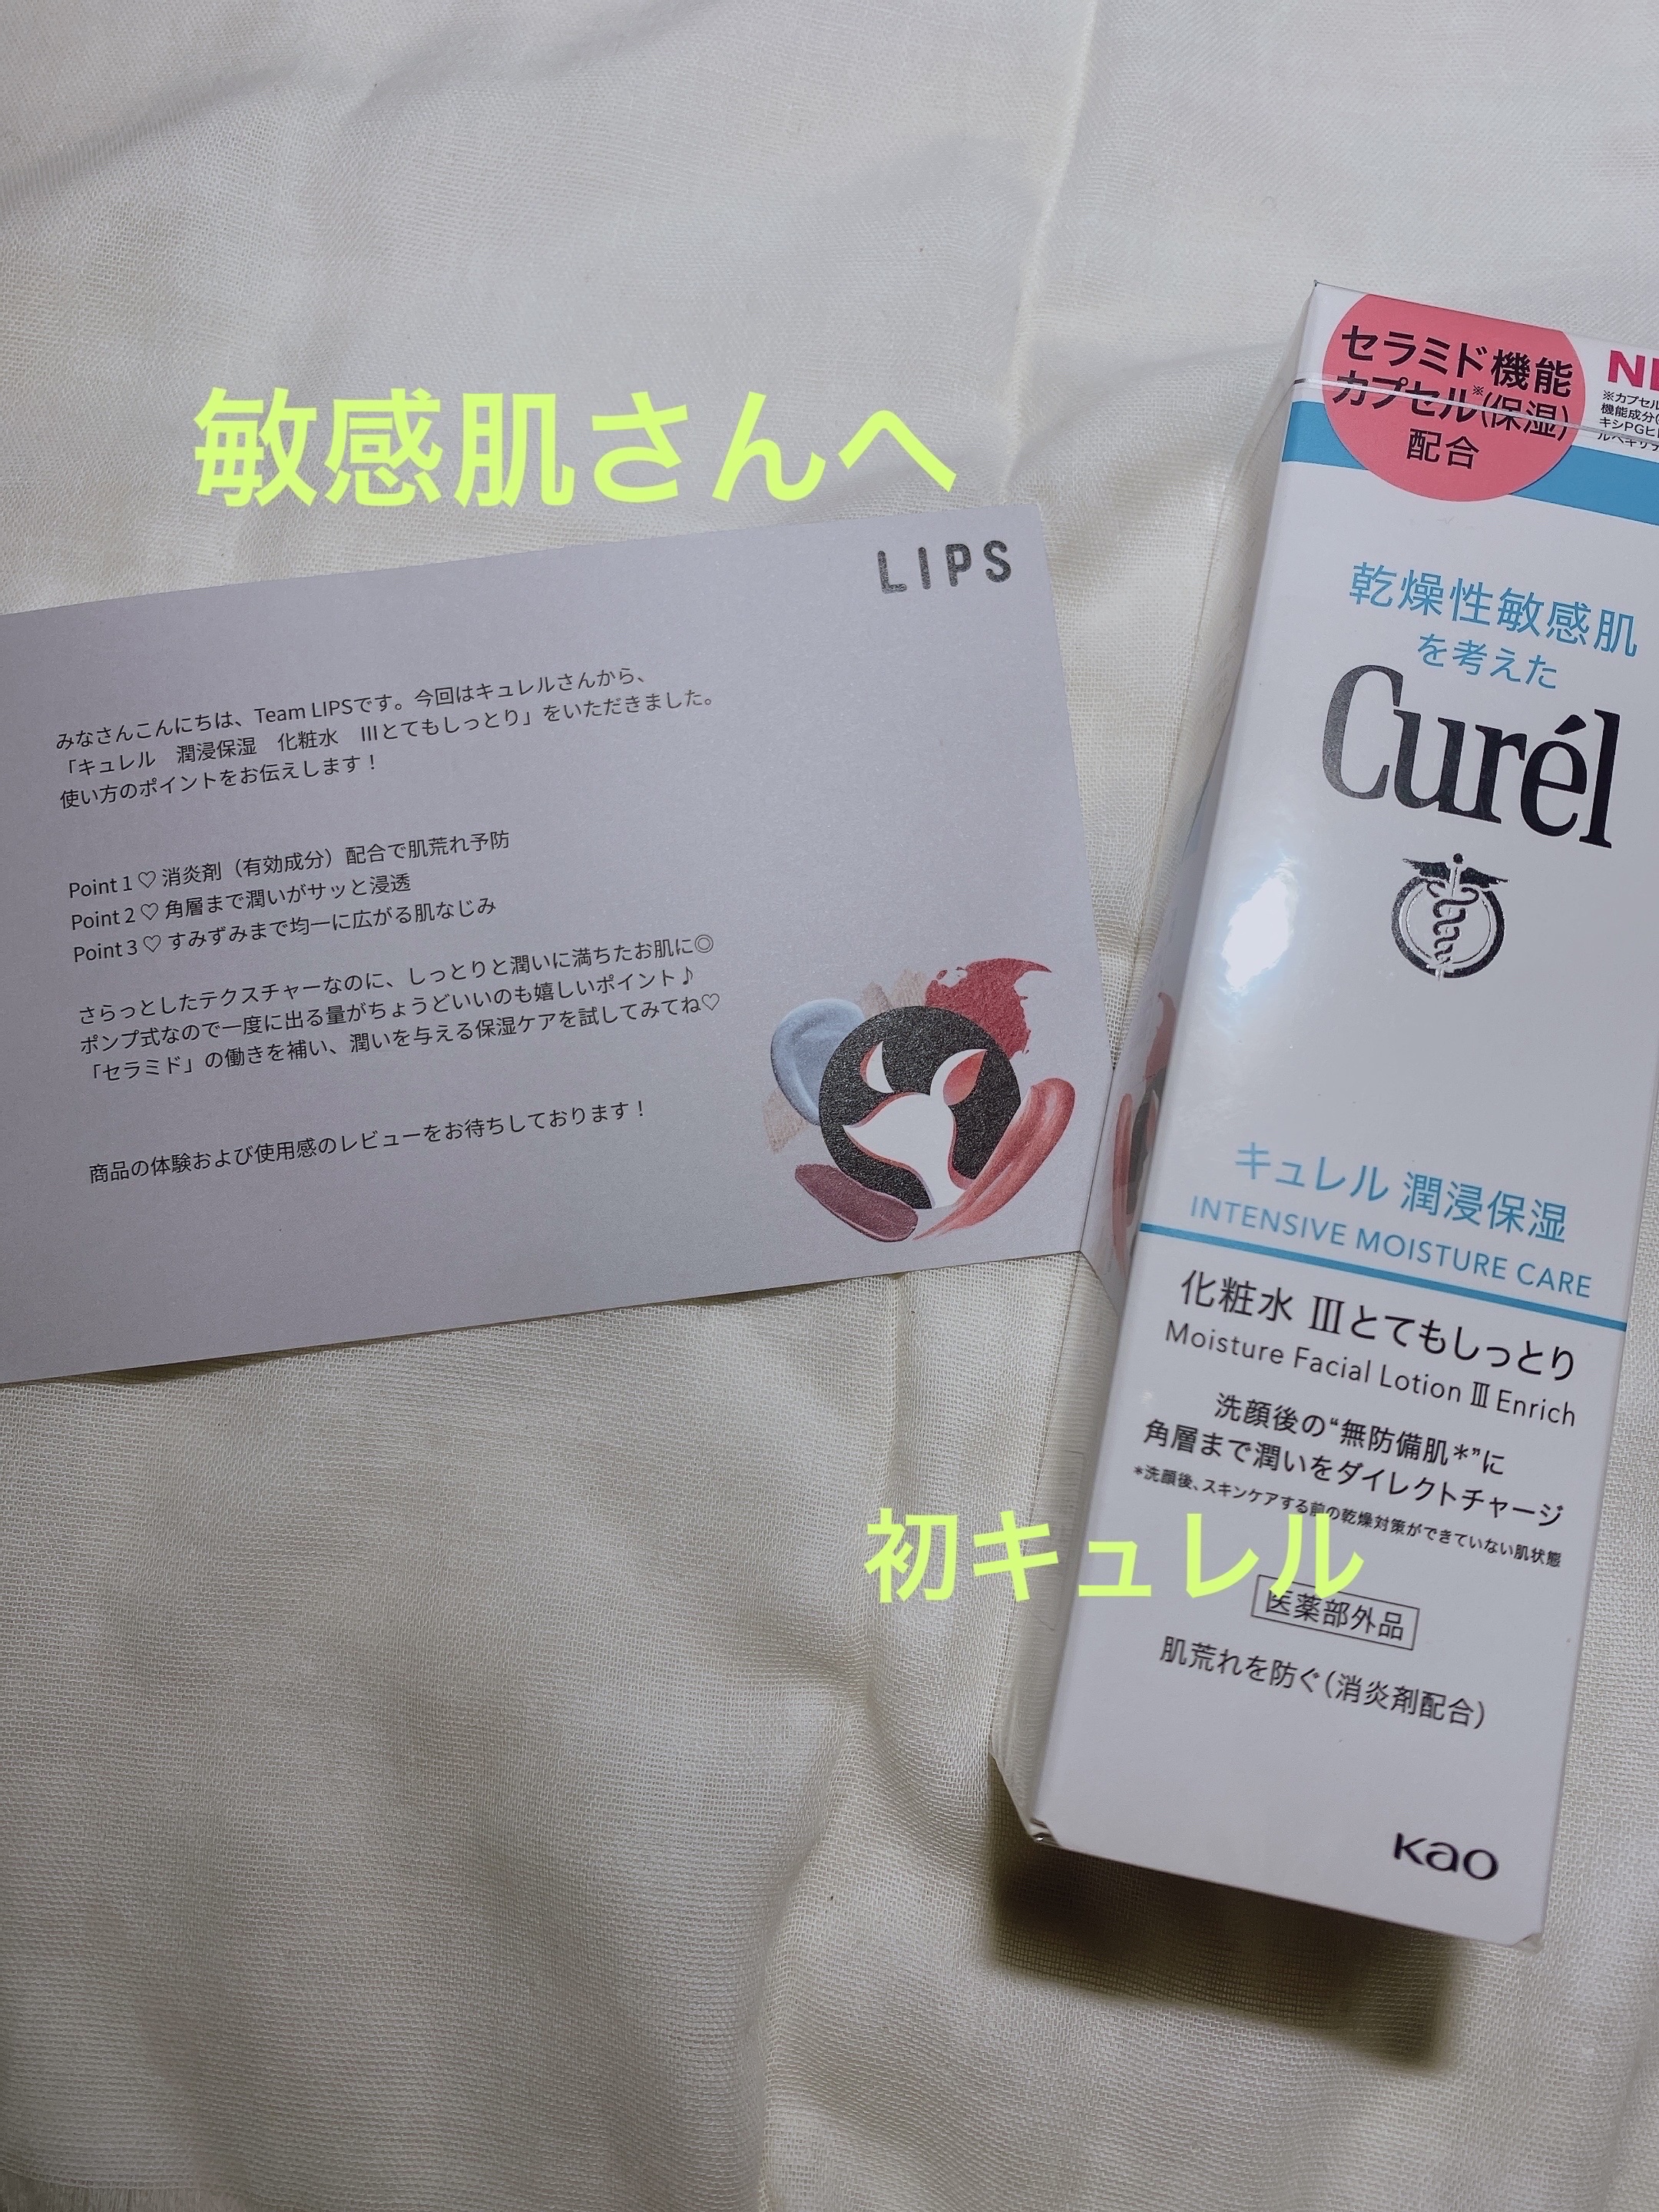 敏感肌さんへ
LIPS
みなさんこんにちは、Team LIPSです。今回はキュレルさんから、
「キュレル 潤浸保湿 化粧水 IIIとてもしっとり」をいただきました。
使い方のポイントをお伝えします！
Point 1 ♡ 消炎剤（有効成分）配合で肌荒れ予防
Point 2 ♡ 角層まで潤いがサッと浸透
Point 3 ♡ すみずみまで均一に広がる肌なじみ
さらっとしたテクスチャーなのに、しっとりと潤いに満ちたお肌に◎
ポンプ式なので一度に出る量がちょうどいいのも嬉しいポイント♪
「セラミド」の働きを補い、潤いを与える保湿ケアを試してみてね♡
商品の体験および使用感のレビューをお待ちしております！
セラミド機能
カプセル※(保湿)
配合
※カプセル
機能成分
キシPGヒ
乾燥性敏感肌
を考えた
Curél
キュレル 潤浸保湿
INTENSIVE MOISTURE CARE
化粧水 Ⅲとてもしっとり
Moisture Facial Lotion Ⅲ Enrich
洗顔後の“無防備肌＊”に
角層まで潤いをダイレクトチャージ
＊洗顔後、スキンケアする前の乾燥対策ができていない肌状態
初キュレル
医薬部外品
肌荒れを防ぐ（消炎剤配合）
Kao